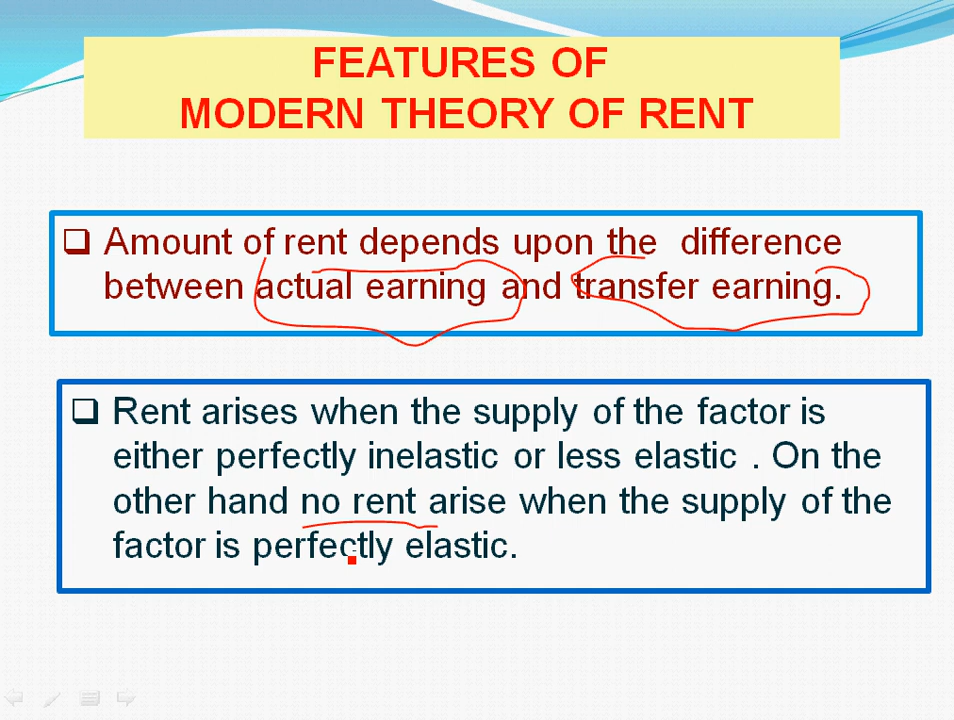 FEATURES OF
MODERN THEORY OF RENT
❑ Amount of rent depends upon the difference
between actual earning and transfer earning.
❑ Rent arises when the supply of the factor is
either perfectly inelastic or less elastic . On the
other hand no rent arise when the supply of the
factor is perfectly elastic.